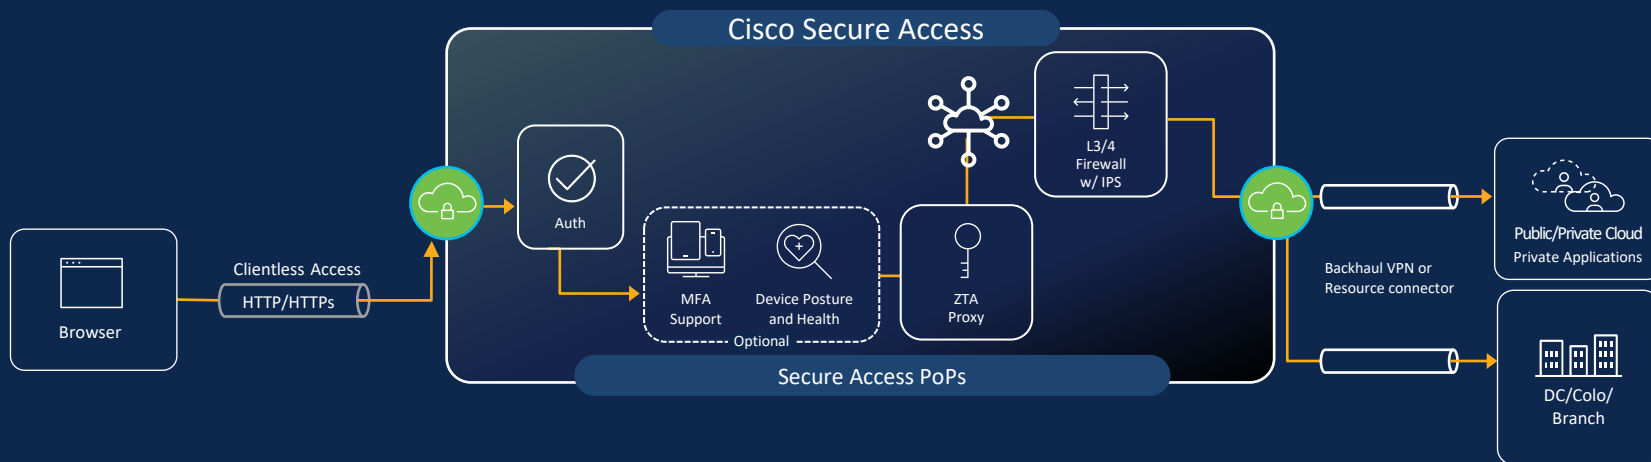 Cisco Secure Access
Browser
Clientless Access
HTTP/HTTPs
Auth
MFA
Support
Device Posture
and Health
Optional
ZTA
Proxy
L3/4
Firewall
w/ IPS
Secure Access PoPs
Backhaul VPN or
Resource connector
Public/Private Cloud
Private Applications
DC/Colo/
Branch